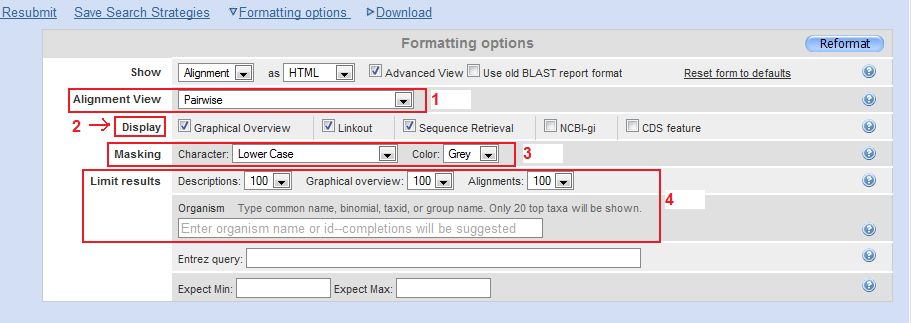 Resubmit Save Search Strategies ▽Formatting options ▷Download
Formatting options Reformat
Show Alignment as HTML Advanced View Use old BLAST report format Reset form to defaults ?
Alignment View Pairwise 1 ?
2 → Display Graphical Overview Linkout Sequence Retrieval NCBI-gi CDS feature ?
Masking Character: Lower Case Color: Grey 3 ?
Limit results Descriptions: 100 Graphical overview: 100 Alignments: 100 4
Organism Type common name, binomial, taxid, or group name. Only 20 top taxa will be shown.
Enter organism name or id--completions will be suggested ?
Entrez query: ?
Expect Min: Expect Max: ?